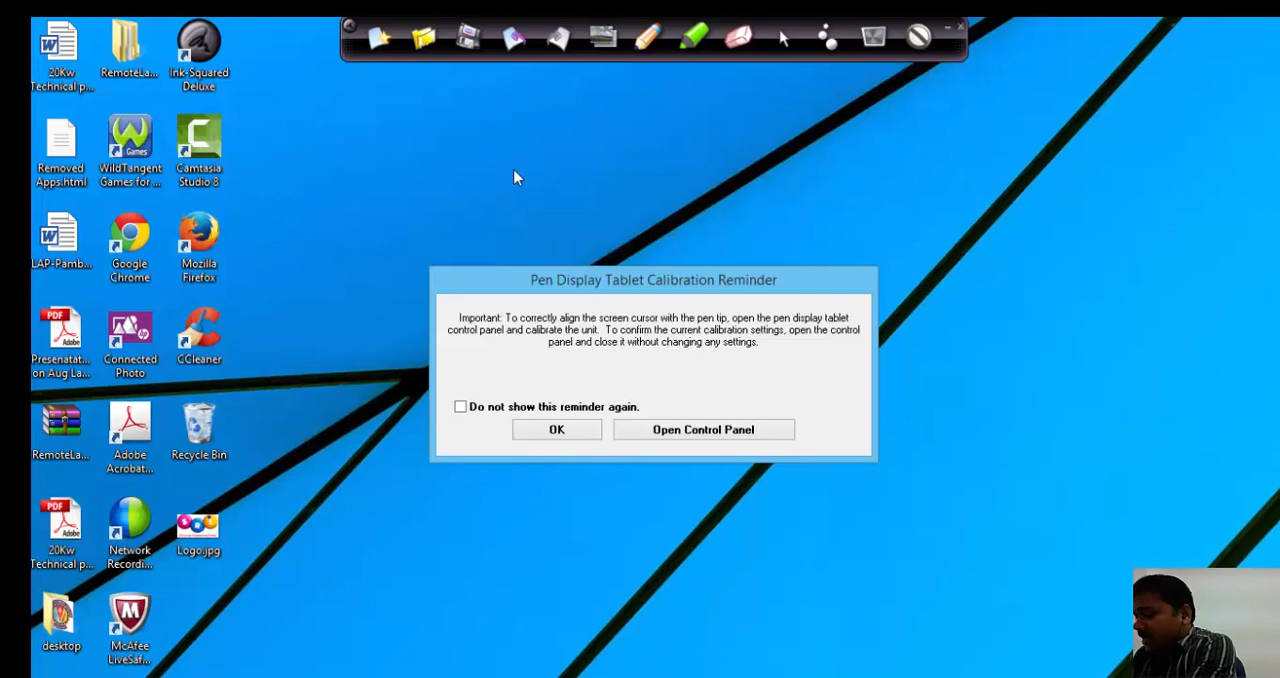 20Kw
Technical p...
RemoteLa...
Ink-Squared
Deluxe
Removed
Apps.html
Games
WildTangent
Games for ...
Camtasia
Studio 8
LAP-Pamb...
Google
Chrome
Mozilla
Firefox
PDF
Adobe
Presenatat...
on Aug La...
hp
Connected
Photo
CCleaner
RemoteLa...
Adobe
Acrobat...
Recycle Bin
PDF
Adobe
20Kw
Technical p...
Network
Recordi...
Logo.jpg
desktop
McAfee
LiveSaf...
Pen Display Tablet Calibration Reminder
Important: To correctly align the screen cursor with the pen tip, open the pen display tablet
control panel and calibrate the unit. To confirm the current calibration settings, open the control
panel and close it without changing any settings.
Do not show this reminder again.
OK
Open Control Panel